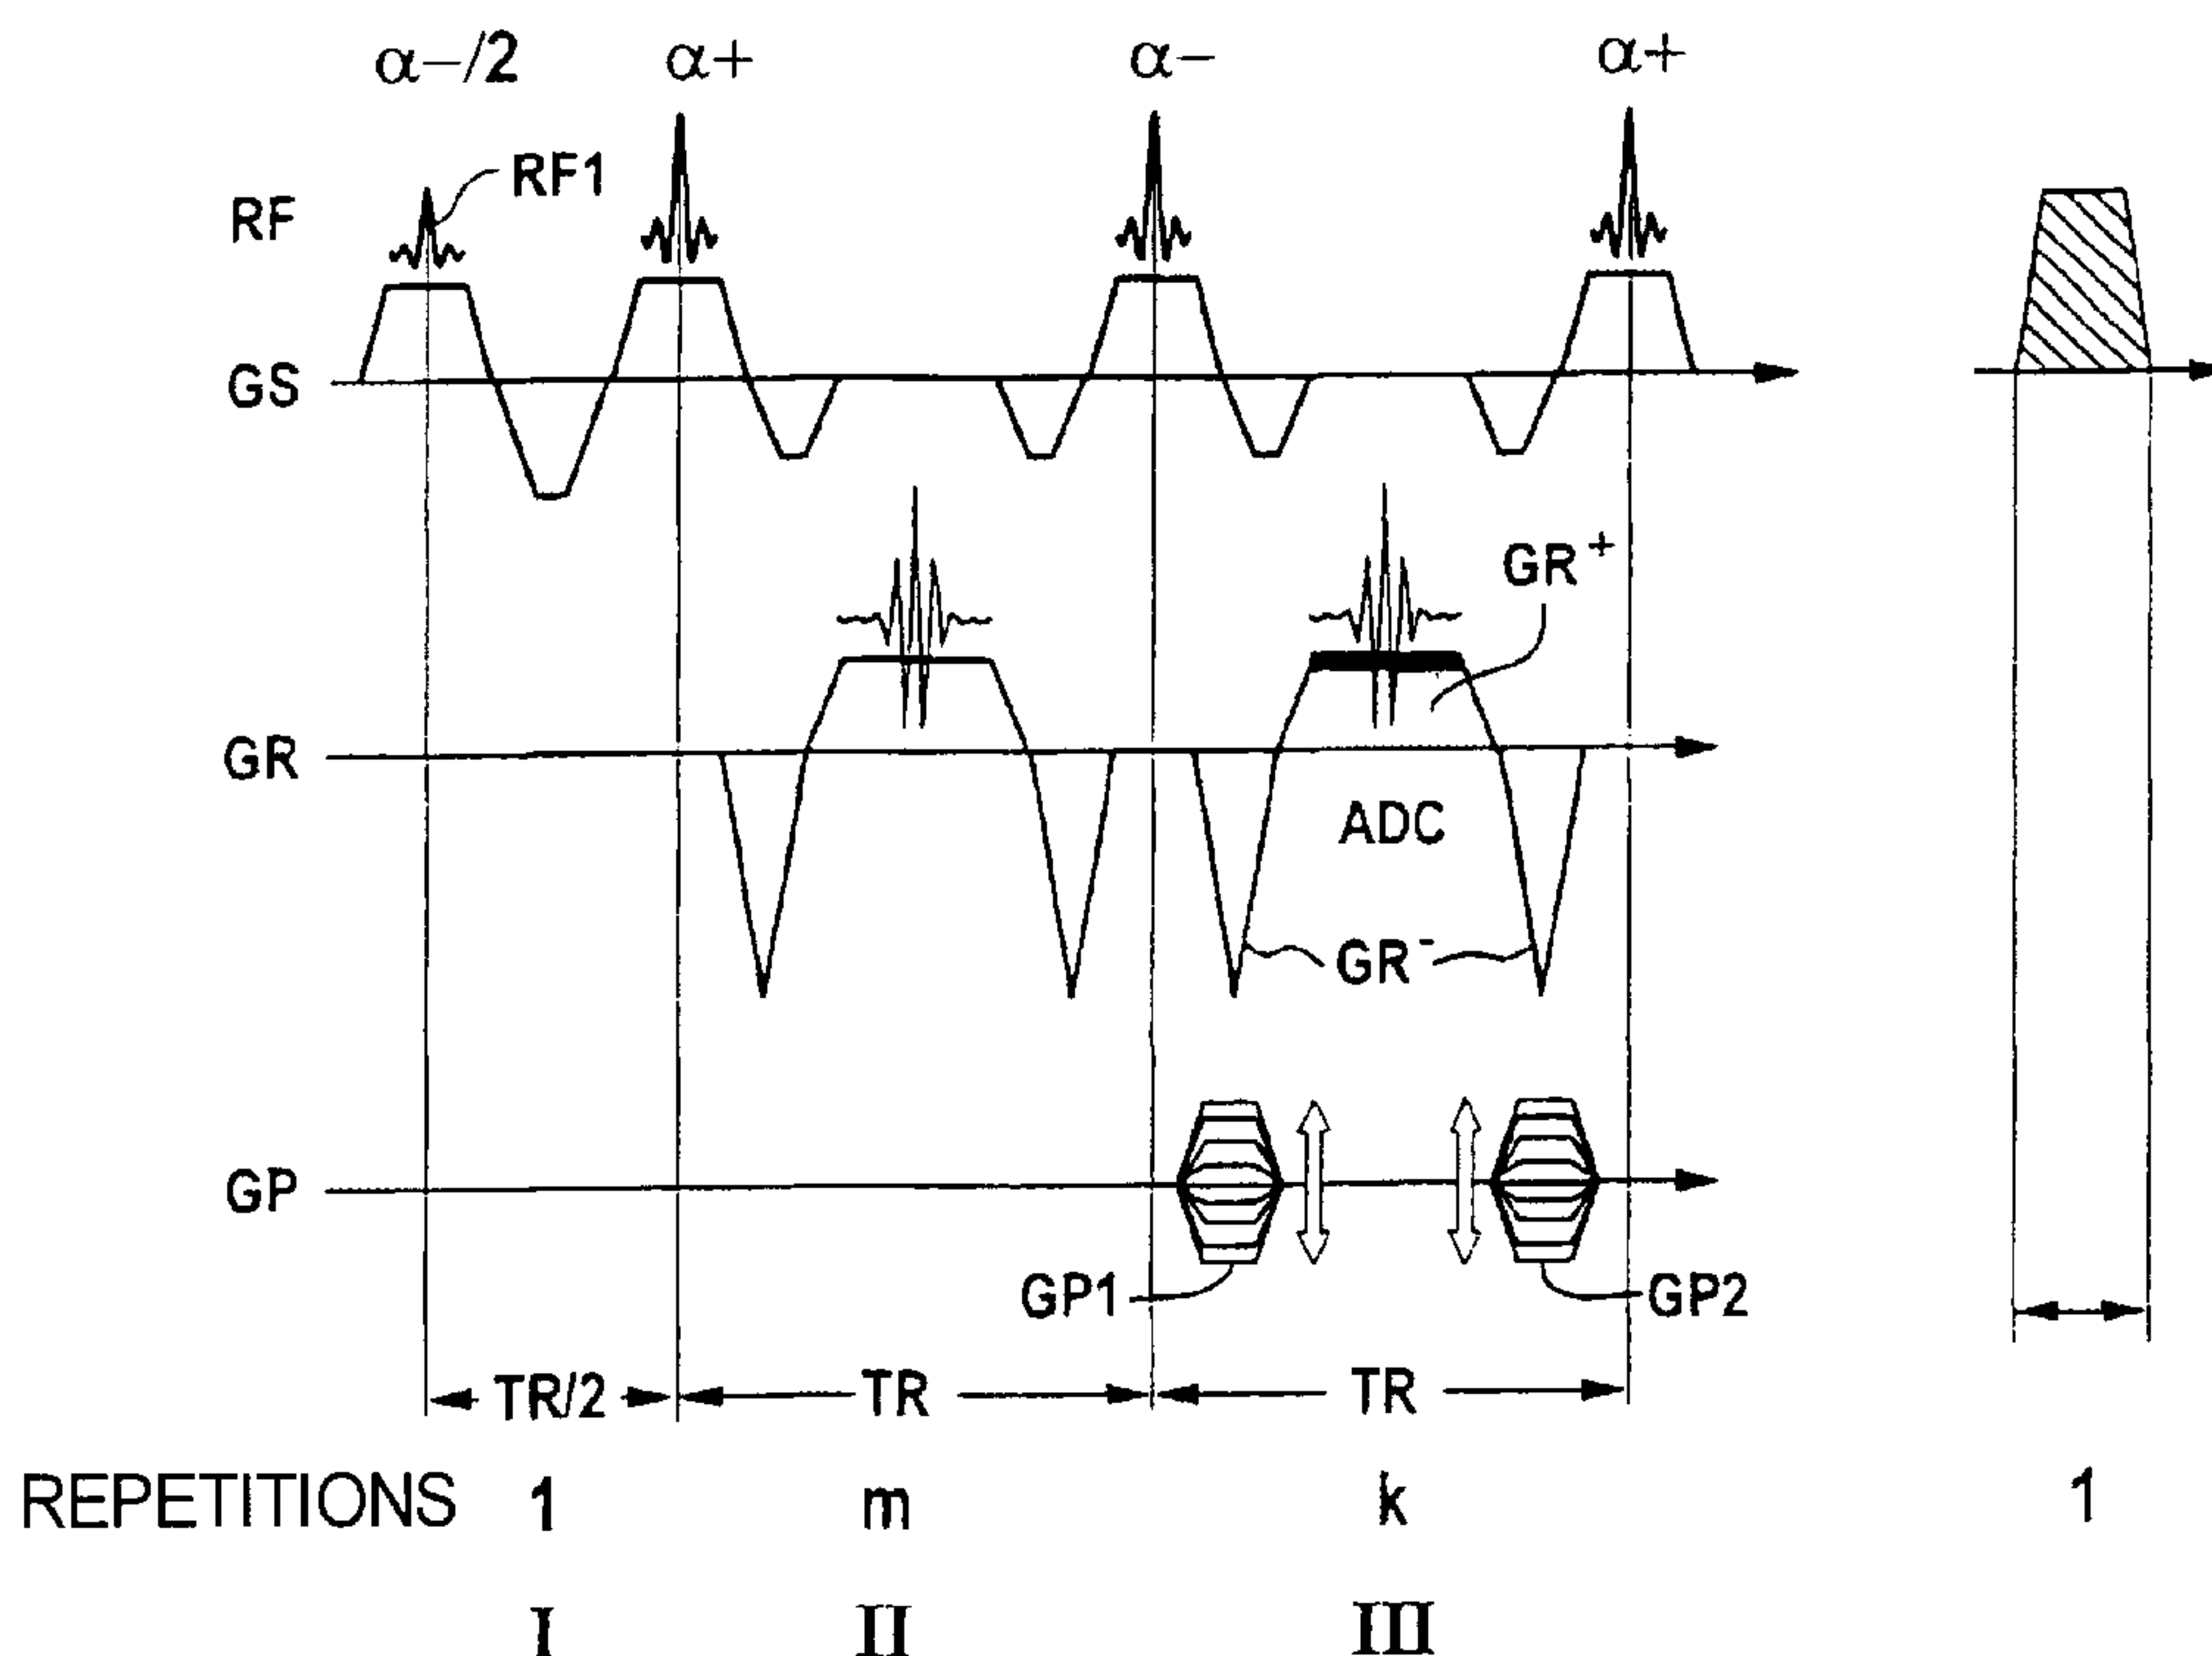 α−/2 α+ α− α+
RF1
RF
GS
GR⁺
GR
ADC
GR⁻
GP
GP1 GP2
TR/2 TR TR
REPETITIONS 1 m k 1
I II III